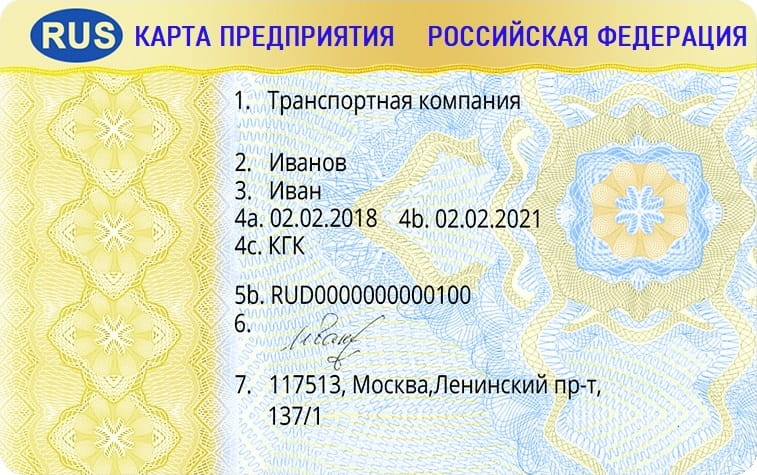 RUS КАРТА ПРЕДПРИЯТИЯ РОССИЙСКАЯ ФЕДЕРАЦИЯ
1. Транспортная компания
2. Иванов
3. Иван
4a. 02.02.2018 4b. 02.02.2021
4c. КГК
5b. RUD0000000000100
6. Иван
7. 117513, Москва,Ленинский пр-т,
137/1